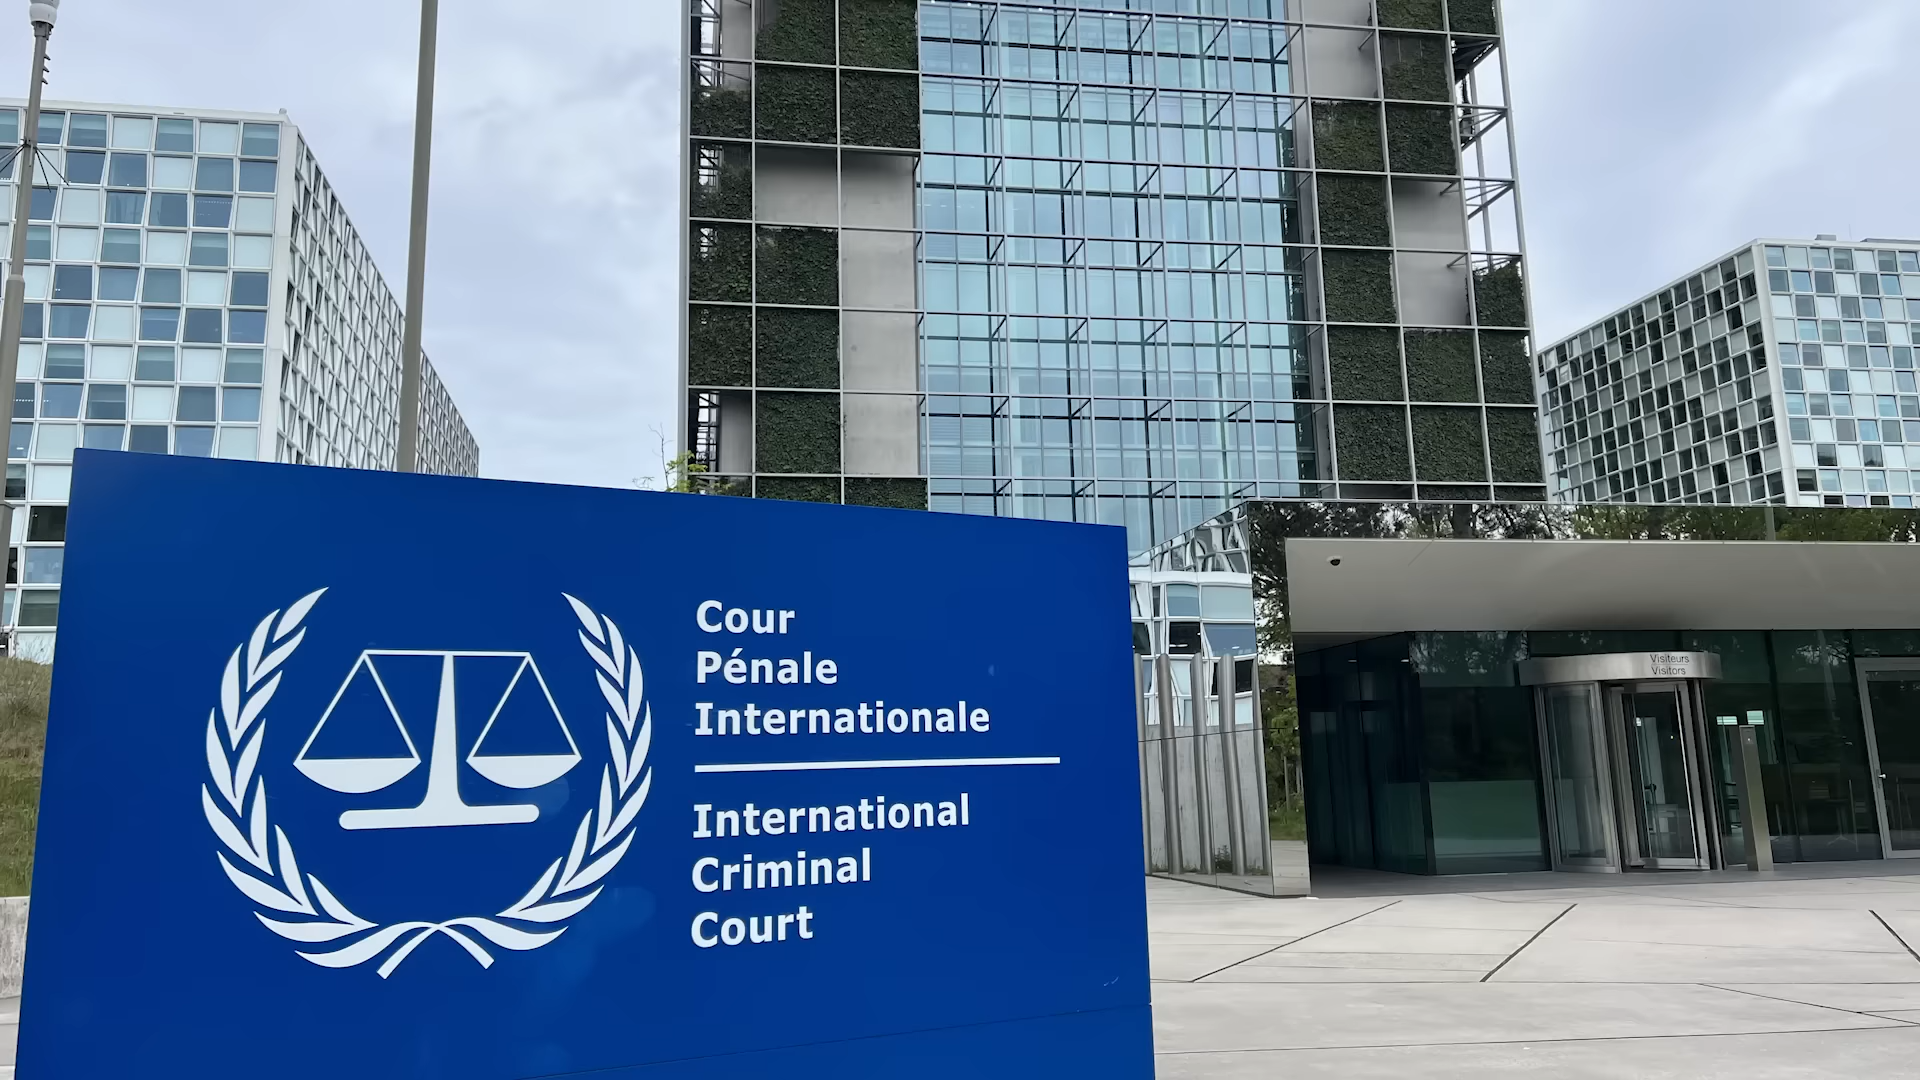 Cour
Pénale
Internationale
International
Criminal
Court
Visiteurs
Visitors